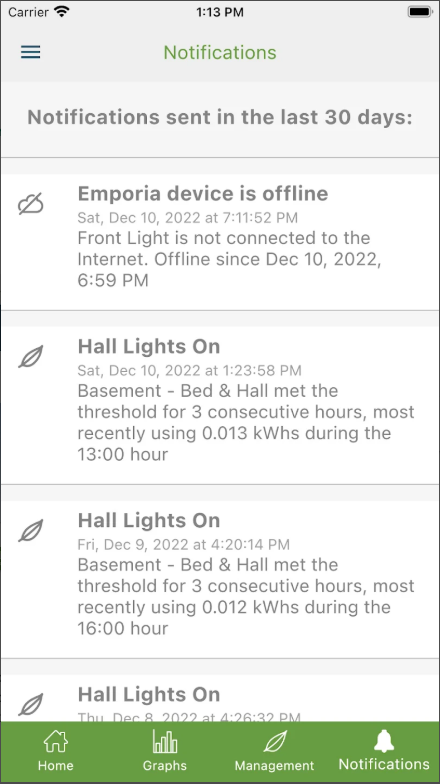 Carrier 1:13 PM
Notifications
Notifications sent in the last 30 days:
Emporia device is offline
Sat, Dec 10, 2022 at 7:11:52 PM
Front Light is not connected to the
Internet. Offline since Dec 10, 2022,
6:59 PM
Hall Lights On
Sat, Dec 10, 2022 at 1:23:58 PM
Basement - Bed & Hall met the
threshold for 3 consecutive hours, most
recently using 0.013 kWhs during the
13:00 hour
Hall Lights On
Fri, Dec 9, 2022 at 4:20:14 PM
Basement - Bed & Hall met the
threshold for 3 consecutive hours, most
recently using 0.012 kWhs during the
16:00 hour
Hall Lights On
Thu, Dec 8, 2022 at 4:26:32 PM
Home Graphs Management Notifications